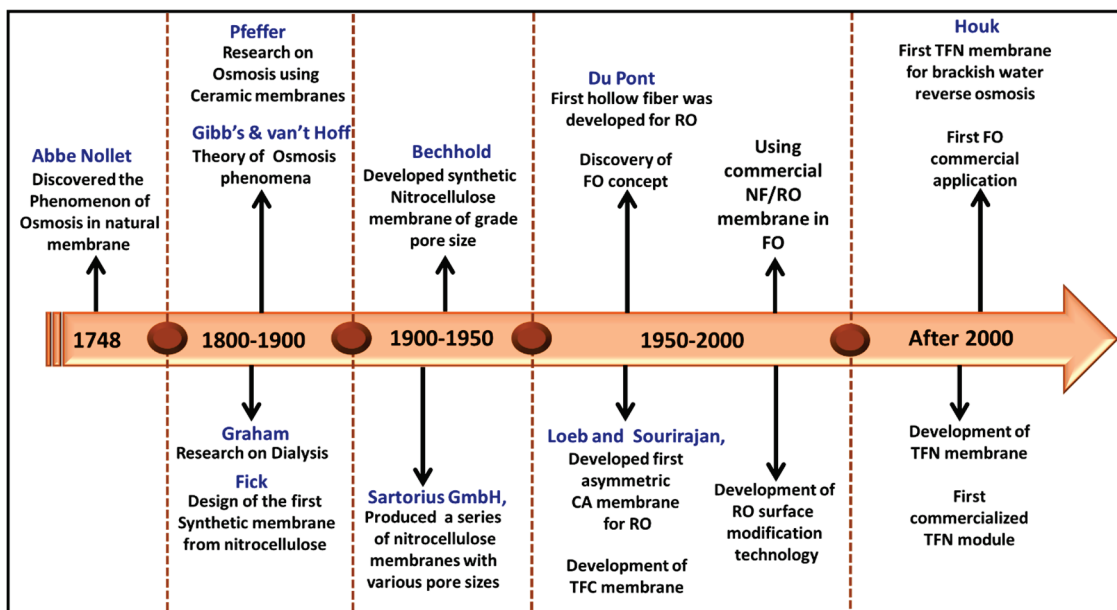 Abbe Nollet
Discovered the
Phenomenon of
Osmosis in natural
membrane
Pfeffer
Research on
Osmosis using
Ceramic membranes
Gibb's & van't Hoff
Theory of Osmosis
phenomena
Bechhold
Developed synthetic
Nitrocellulose
membrane of grade
pore size
Du Pont
First hollow fiber was
developed for RO
Discovery of
FO concept
Using
commercial
NF/RO
membrane in
FO
Houk
First TFN membrane
for brackish water
reverse osmosis
First FO
commercial
application
1748
1800-1900
1900-1950
1950-2000
After 2000
Graham
Research on Dialysis
Fick
Design of the first
Synthetic membrane
from nitrocellulose
Sartorius GmbH,
Produced a series
of nitrocellulose
membranes with
various pore sizes
Loeb and Sourirajan,
Developed first
asymmetric
CA membrane
for RO
Development of
TFC membrane
Development of
RO surface
modification
technology
Development of
TFN membrane
First
commercialized
TFN module